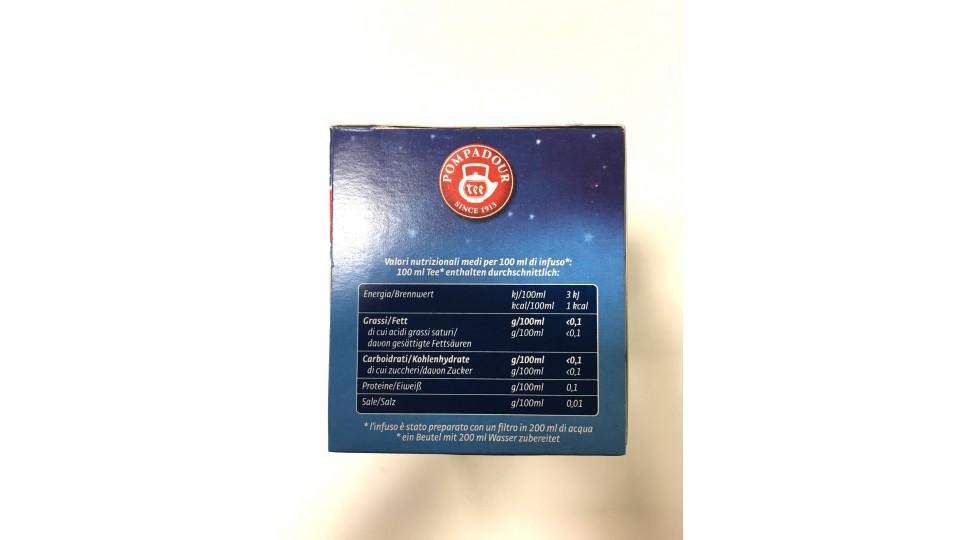 POMPADOUR
tee
SINCE 1913
Valori nutrizionali medi per 100 ml di infuso*:
100 ml Tee* enthalten durchschnittlich:
Energia/Brennwert kJ/100ml 3 kJ
kcal/100ml 1 kcal
Grassi/Fett g/100ml <0,1
di cui acidi grassi saturi/ g/100ml <0,1
davon gesättigte Fettsäuren
Carboidrati/Kohlenhydrate g/100ml <0,1
di cui zuccheri/davon Zucker g/100ml <0,1
Proteine/Eiweiß g/100ml 0,1
Sale/Salz g/100ml 0,01
* l'infuso è stato preparato con un filtro in 200 ml di acqua
* ein Beutel mit 200 ml Wasser zubereitet